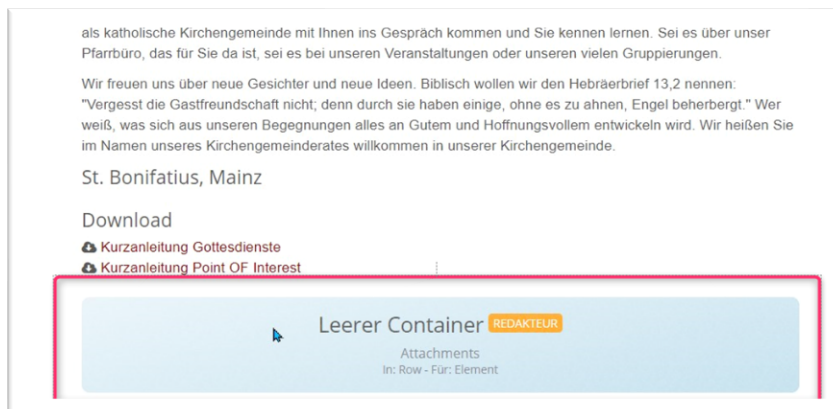 als katholische Kirchengemeinde mit Ihnen ins Gespräch kommen und Sie kennen lernen. Sei es über unser
Pfarrbüro, das für Sie da ist, sei es bei unseren Veranstaltungen oder unseren vielen Gruppierungen.
Wir freuen uns über neue Gesichter und neue Ideen. Biblisch wollen wir den Hebräerbrief 13,2 nennen:
"Vergesst die Gastfreundschaft nicht; denn durch sie haben einige, ohne es zu ahnen, Engel beherbergt." Wer
weiß, was sich aus unseren Begegnungen alles an Gutem und Hoffnungsvollem entwickeln wird. Wir heißen Sie
im Namen unseres Kirchengemeinderates willkommen in unserer Kirchengemeinde.
St. Bonifatius, Mainz
Download
Kurzanleitung Gottesdienste
Kurzanleitung Point OF Interest
Leerer Container REDAKTEUR
Attachments
In: Row - Für: Element